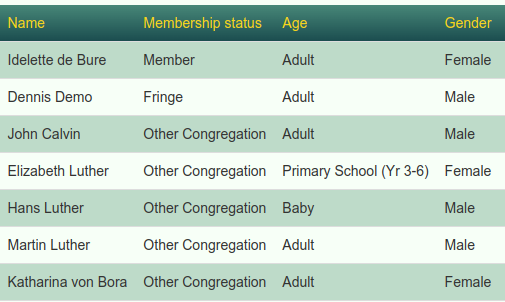 Name Membership status Age Gender
Idelette de Bure Member Adult Female
Dennis Demo Fringe Adult Male
John Calvin Other Congregation Adult Male
Elizabeth Luther Other Congregation Primary School (Yr 3-6) Female
Hans Luther Other Congregation Baby Male
Martin Luther Other Congregation Adult Male
Katharina von Bora Other Congregation Adult Female